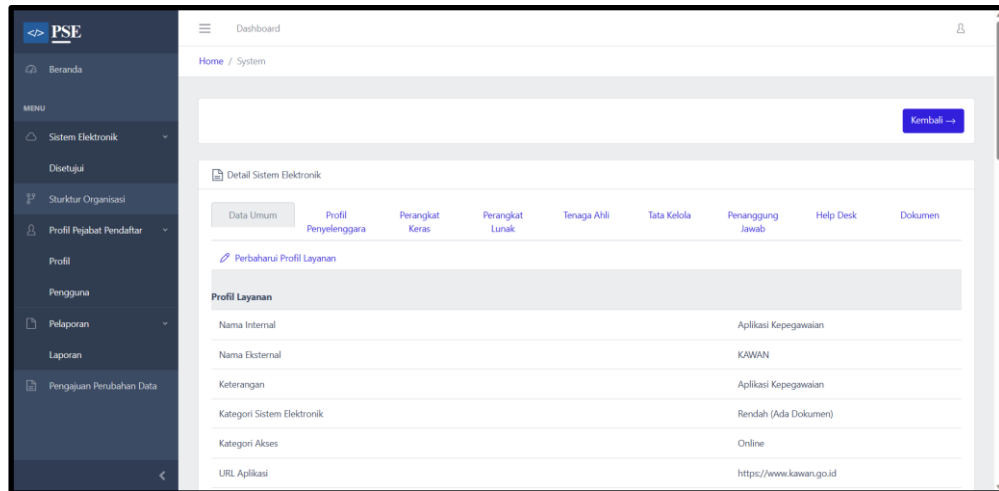 </> PSE
Beranda
MENU
Sistem Elektronik
Disetujui
Sturktur Organisasi
Profil Pejabat Pendaftar
Profil
Pengguna
Pelaporan
Laporan
Pengajuan Perubahan Data
Dashboard
Home / System
Kembali →
Detail Sistem Elektronik
Data Umum
Profil
Penyelenggara
Perangkat
Keras
Perangkat
Lunak
Tenaga Ahli
Tata Kelola
Penanggung
Jawab
Help Desk
Dokumen
Perbaharui Profil Layanan
Profil Layanan
Nama Internal Aplikasi Kepegawaian
Nama Eksternal KAWAN
Keterangan Aplikasi Kepegawaian
Kategori Sistem Elektronik Rendah (Ada Dokumen)
Kategori Akses Online
URL Aplikasi https://www.kawan.go.id